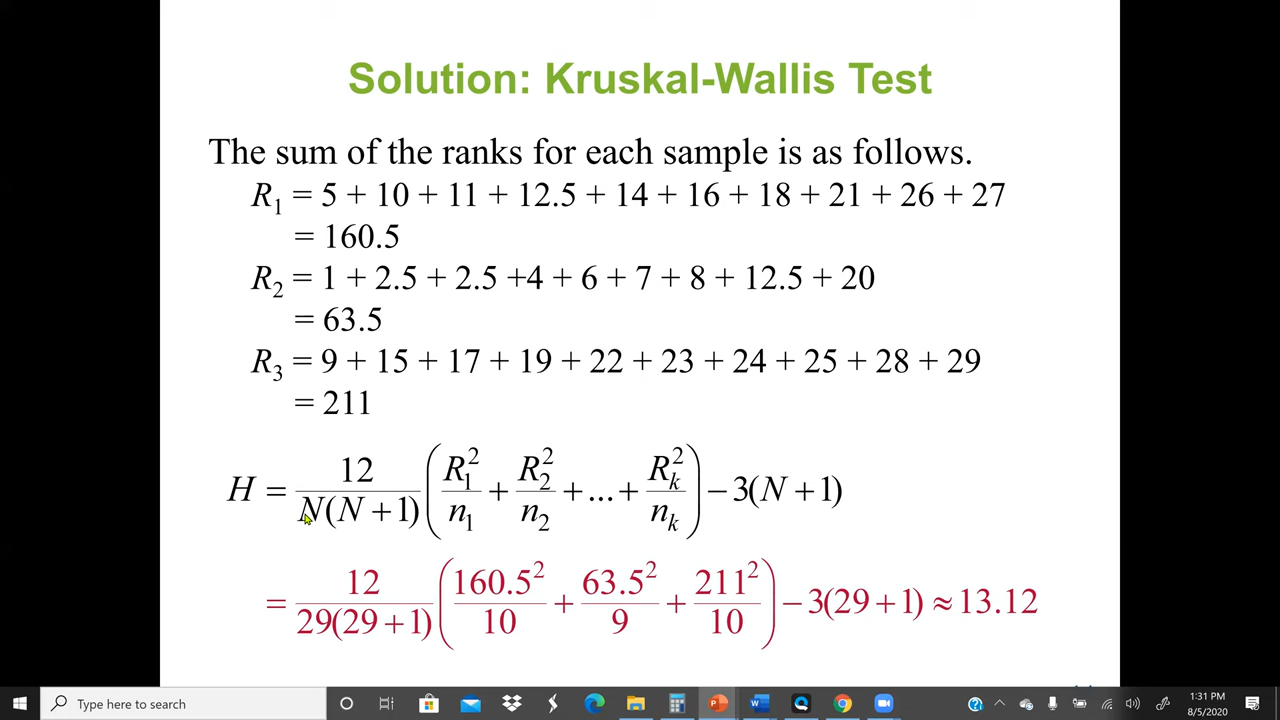 Solution: Kruskal-Wallis Test
The sum of the ranks for each sample is as follows.
R₁ = 5 + 10 + 11 + 12.5 + 14 + 16 + 18 + 21 + 26 + 27
= 160.5
R₂ = 1 + 2.5 + 2.5 +4 + 6 + 7 + 8 + 12.5 + 20
= 63.5
R₃ = 9 + 15 + 17 + 19 + 22 + 23 + 24 + 25 + 28 + 29
= 211
H = 12/N(N + 1) (R₁²/n₁ + R₂²/n₂ + ... + Rₖ²/nₖ) − 3(N + 1)
= 12/29(29 + 1) (160.5²/10 + 63.5²/9 + 211²/10) − 3(29 + 1) ≈ 13.12
Type here to search
1:31 PM
8/5/2020